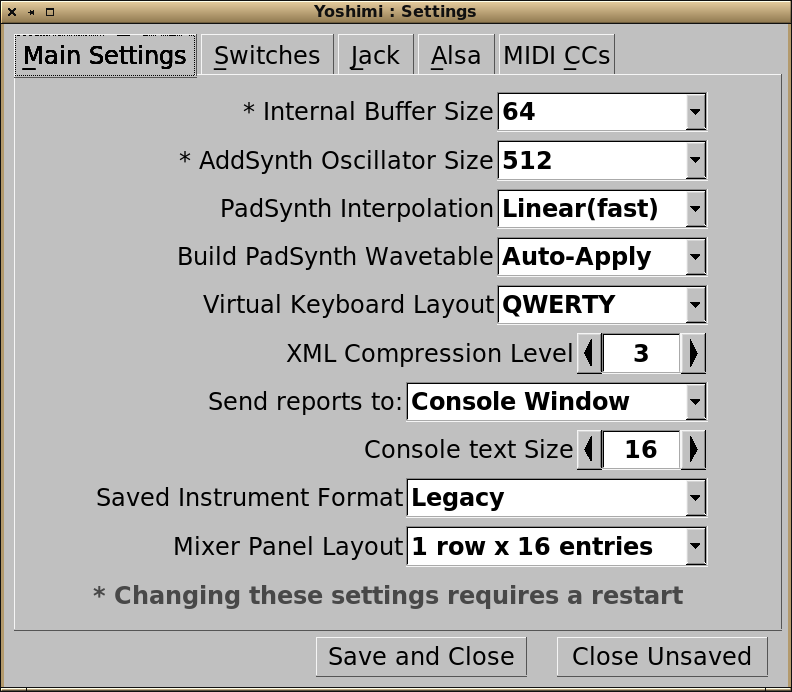 Yoshimi : Settings
Main Settings Switches Jack Alsa MIDI CCs
* Internal Buffer Size 64
* AddSynth Oscillator Size 512
PadSynth Interpolation Linear(fast)
Build PadSynth Wavetable Auto-Apply
Virtual Keyboard Layout QWERTY
XML Compression Level 3
Send reports to: Console Window
Console text Size 16
Saved Instrument Format Legacy
Mixer Panel Layout 1 row x 16 entries
* Changing these settings requires a restart
Save and Close Close Unsaved